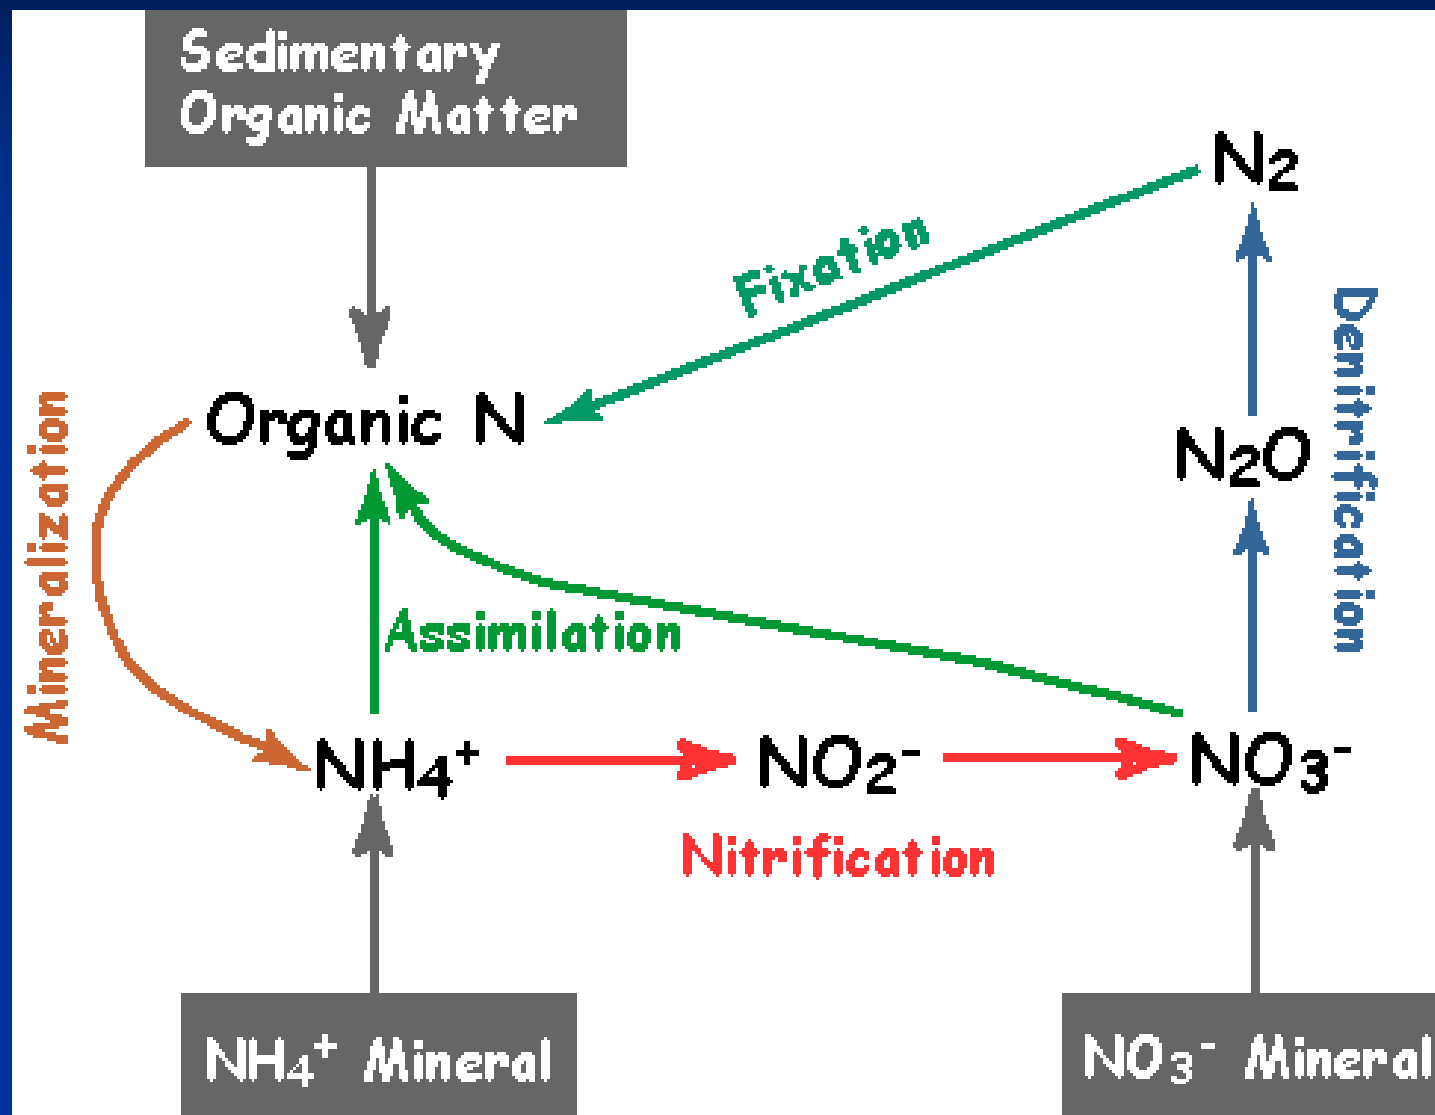 Sedimentary
Organic Matter
N₂
Fixation
Denitrification
Organic N
N₂O
Mineralization
Assimilation
NH₄⁺
NO₂⁻
NO₃⁻
Nitrification
NH₄⁺ Mineral
NO₃⁻ Mineral